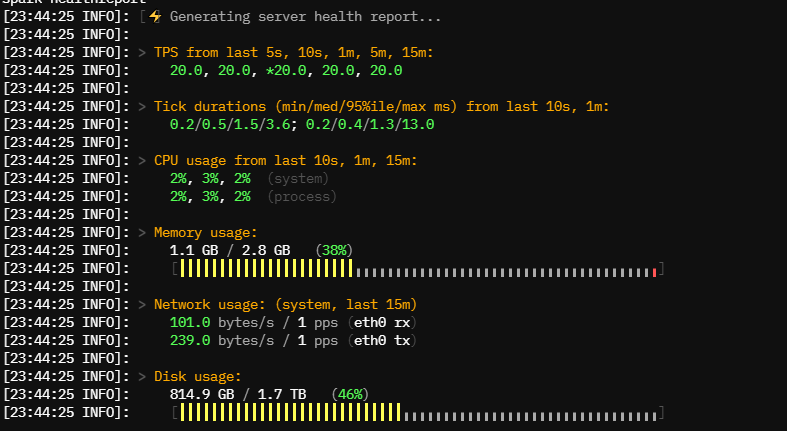 spark healthreport
[23:44:25 INFO]: [⚡] Generating server health report...
[23:44:25 INFO]:
[23:44:25 INFO]: > TPS from last 5s, 10s, 1m, 5m, 15m:
[23:44:25 INFO]: 20.0, 20.0, *20.0, 20.0, 20.0
[23:44:25 INFO]:
[23:44:25 INFO]: > Tick durations (min/med/95%ile/max ms) from last 10s, 1m:
[23:44:25 INFO]: 0.2/0.5/1.5/3.6; 0.2/0.4/1.3/13.0
[23:44:25 INFO]:
[23:44:25 INFO]: > CPU usage from last 10s, 1m, 15m:
[23:44:25 INFO]: 2%, 3%, 2% (system)
[23:44:25 INFO]: 2%, 3%, 2% (process)
[23:44:25 INFO]:
[23:44:25 INFO]: > Memory usage:
[23:44:25 INFO]: 1.1 GB / 2.8 GB (38%)
[23:44:25 INFO]:
[23:44:25 INFO]:
[23:44:25 INFO]: > Network usage: (system, last 15m)
[23:44:25 INFO]: 101.0 bytes/s / 1 pps (eth0 rx)
[23:44:25 INFO]: 239.0 bytes/s / 1 pps (eth0 tx)
[23:44:25 INFO]:
[23:44:25 INFO]: > Disk usage:
[23:44:25 INFO]: 814.9 GB / 1.7 TB (46%)
[23:44:25 INFO]: